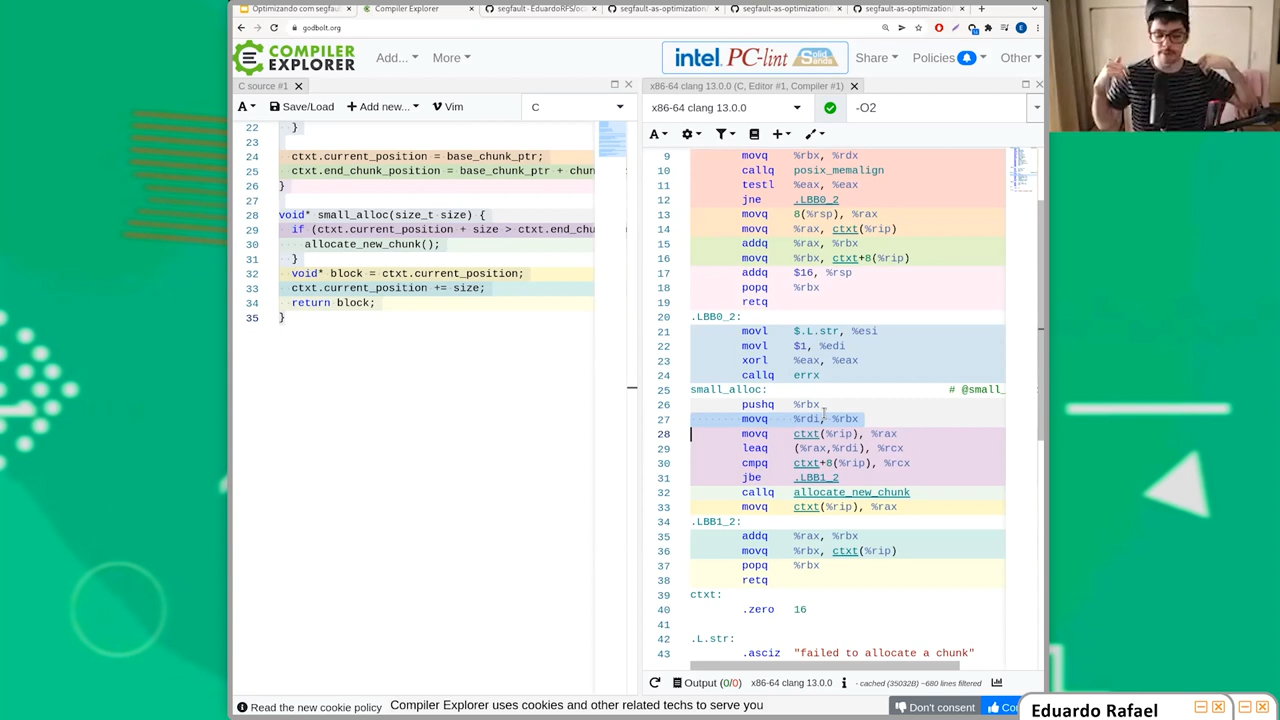 Optimizando com segfau
Compiler Explorer
segfault · EduardoRFS/oc
segfault-as-optimization/
segfault-as-optimization/
segfault-as-optimization/
godbolt.org
COMPILER
EXPLORER
Add...
More
intel PC-lint Solid Sands
Share
Policies
Other
C source #1
x86-64 clang 13.0.0 (C, Editor #1, Compiler #1)
A
Save/Load
Add new...
Vim
C
x86-64 clang 13.0.0
-O2
A
22 }
23
24 ctxt.current_position = base_chunk_ptr;
25 ctxt.end_chunk_position = base_chunk_ptr + chun
26 }
27
28 void* small_alloc(size_t size) {
29 if (ctxt.current_position + size > ctxt.end_chu
30 allocate_new_chunk();
31 }
32 void* block = ctxt.current_position;
33 ctxt.current_position += size;
34 return block;
35 }
9 movq %rbx, %rdx
10 callq posix_memalign
11 testl %eax, %eax
12 jne .LBB0_2
13 movq 8(%rsp), %rax
14 movq %rax, ctxt(%rip)
15 addq %rax, %rbx
16 movq %rbx, ctxt+8(%rip)
17 addq $16, %rsp
18 popq %rbx
19 retq
20 .LBB0_2:
21 movl $.L.str, %esi
22 movl $1, %edi
23 xorl %eax, %eax
24 callq errx
25 small_alloc: # @small_
26 pushq %rbx
27 movq %rdi, %rbx
28 movq ctxt(%rip), %rax
29 leaq (%rax,%rdi), %rcx
30 cmpq ctxt+8(%rip), %rcx
31 jbe .LBB1_2
32 callq allocate_new_chunk
33 movq ctxt(%rip), %rax
34 .LBB1_2:
35 addq %rax, %rbx
36 movq %rbx, ctxt(%rip)
37 popq %rbx
38 retq
39 ctxt:
40 .zero 16
41
42 .L.str:
43 .asciz "failed to allocate a chunk"
Output (0/0) x86-64 clang 13.0.0 - cached (35032B) ~680 lines filtered
Read the new cookie policy
Compiler Explorer uses cookies and other related techs to serve you
Don't consent
Co
Eduardo Rafael